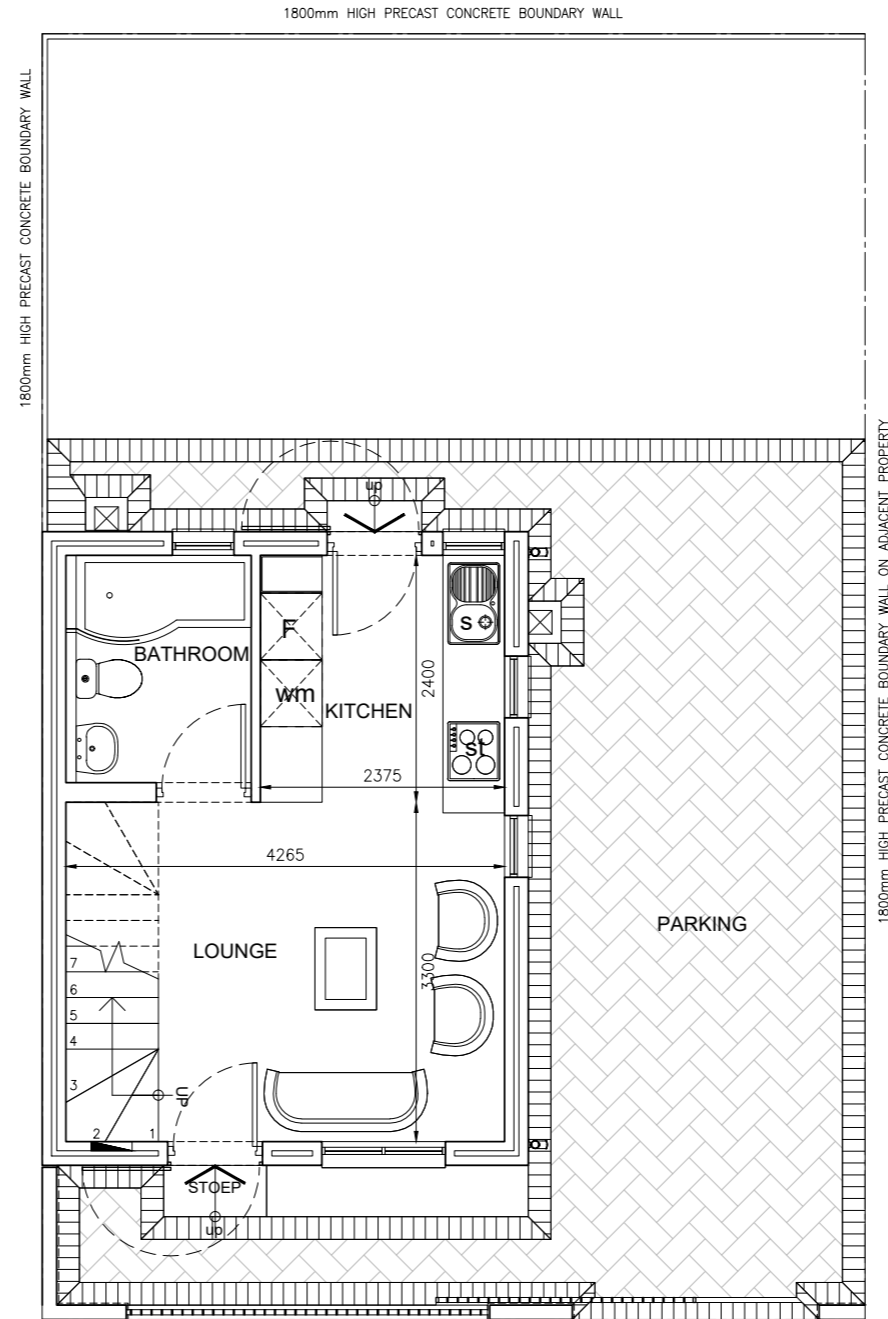 1800mm HIGH PRECAST CONCRETE BOUNDARY WALL
1800mm HIGH PRECAST CONCRETE BOUNDARY WALL
1800mm HIGH PRECAST CONCRETE BOUNDARY WALL ON ADJACENT PROPERTY
up
BATHROOM
F
wm
KITCHEN
s
st
2400
2375
4265
LOUNGE
3300
PARKING
7
6
5
4
3
2
1
UP
STOEP
up